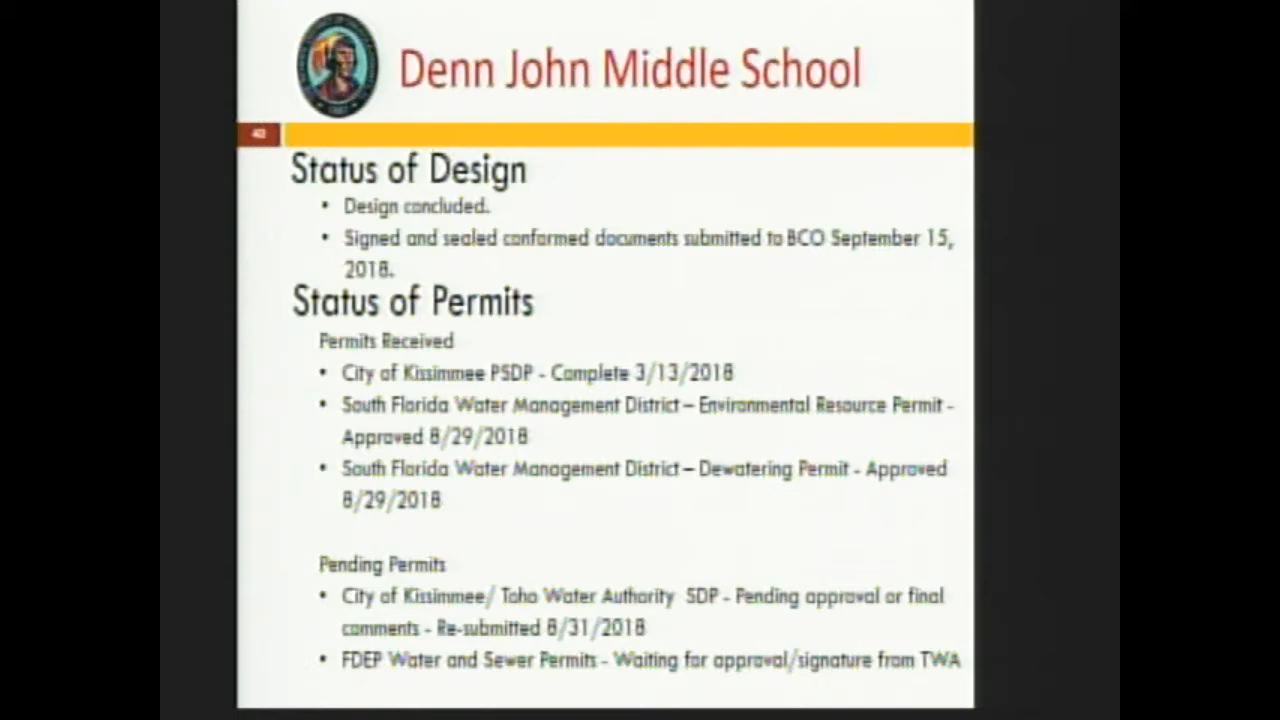 Denn John Middle School
Status of Design
• Design concluded.
• Signed and sealed conformed documents submitted to BCO September 15,
2018.
Status of Permits
Permits Received
• City of Kissimmee PSDP - Complete 3/13/2018
• South Florida Water Management District – Environmental Resource Permit -
Approved 8/29/2018
• South Florida Water Management District – Dewatering Permit - Approved
8/29/2018
Pending Permits
• City of Kissimmee/ Toho Water Authority SDP - Pending approval or final
comments - Re-submitted 8/31/2018
• FDEP Water and Sewer Permits - Waiting for approval/signature from TWA